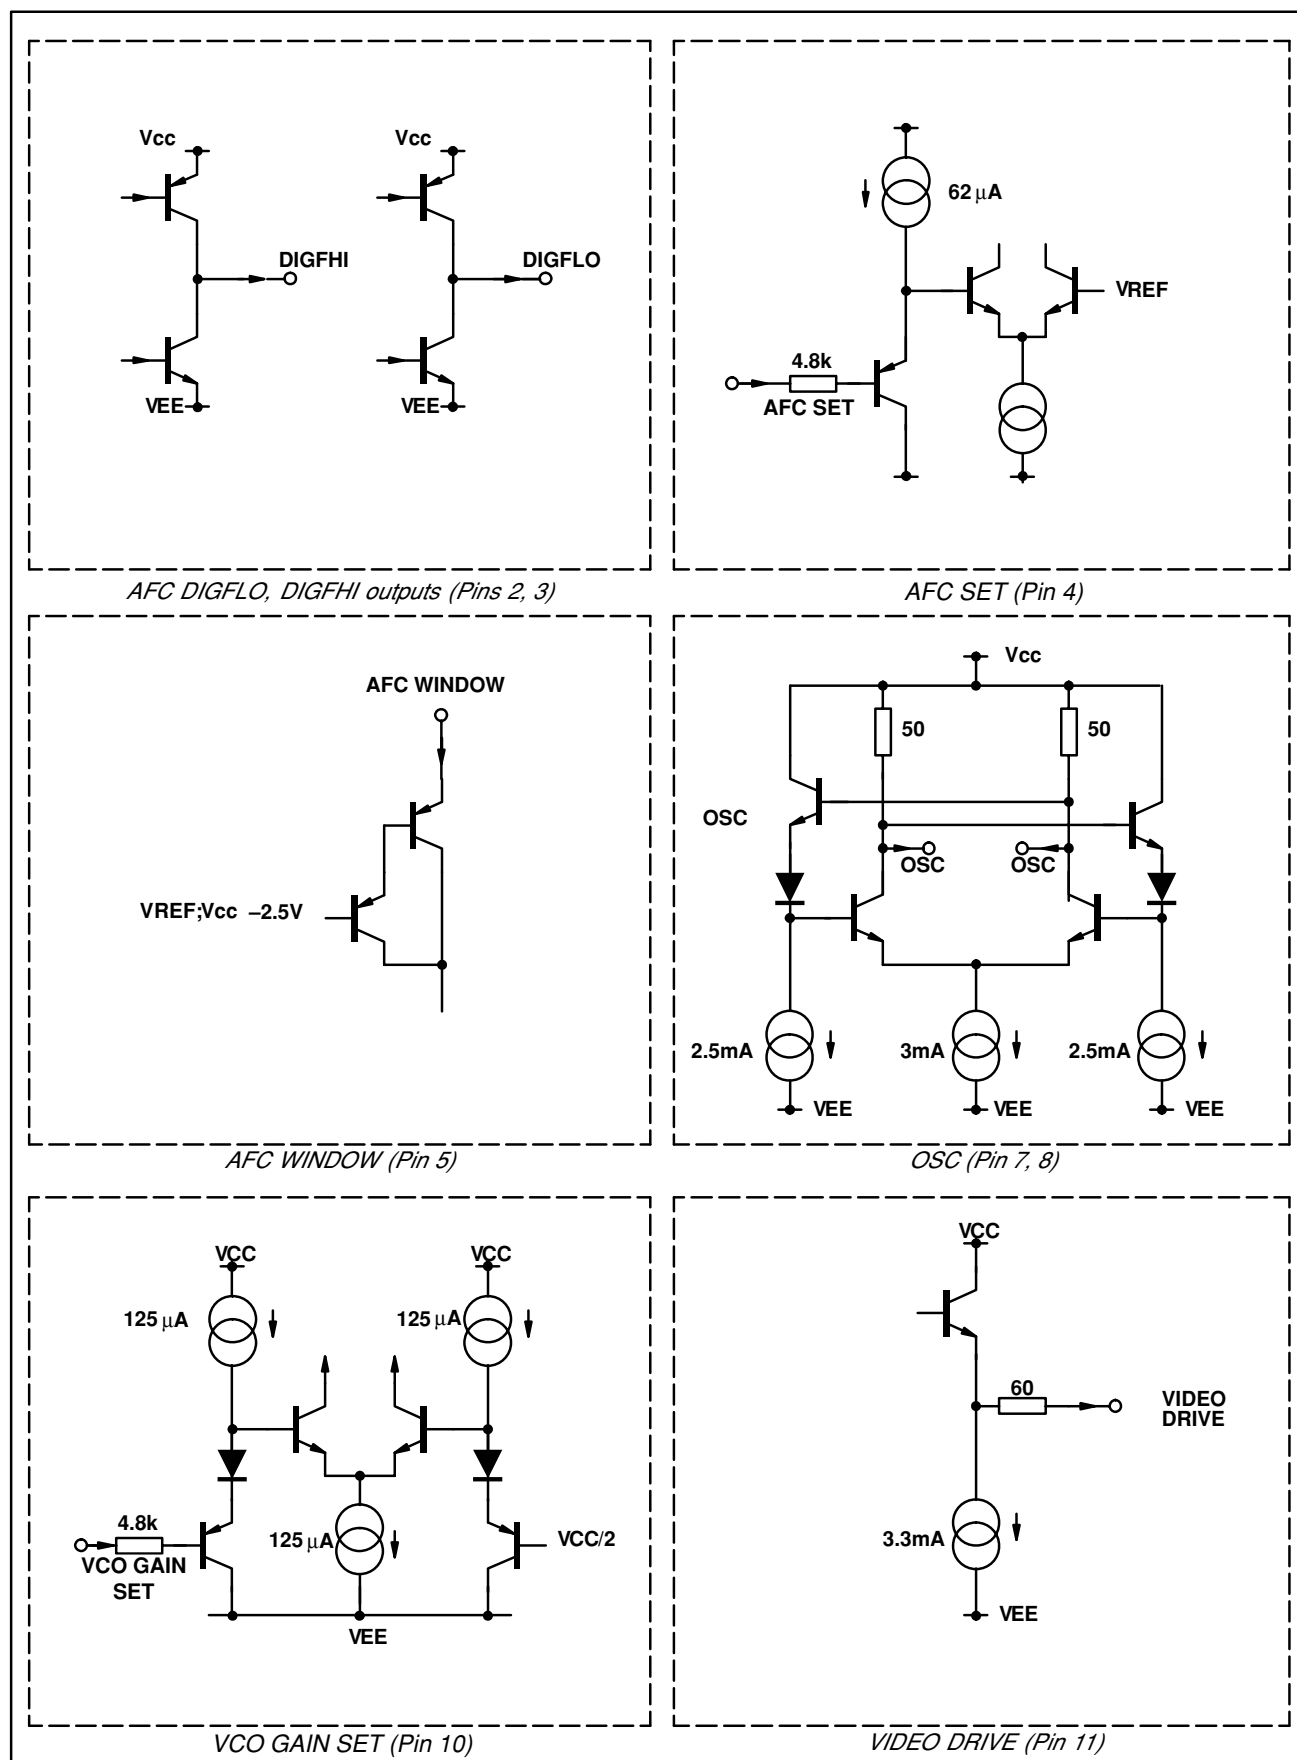 Vcc
Vcc
DIGFHI
DIGFLO
VEE
VEE
AFC DIGFLO, DIGFHI outputs (Pins 2, 3)
62 µA
VREF
4.8k
AFC SET
AFC SET (Pin 4)
AFC WINDOW
VREF;Vcc –2.5V
AFC WINDOW (Pin 5)
Vcc
50
50
OSC
OSC
OSC
2.5mA
3mA
2.5mA
VEE
VEE
VEE
OSC (Pin 7, 8)
VCC
VCC
125 µA
125 µA
4.8k
125 µA
VCC/2
VCO GAIN
SET
VEE
VCO GAIN SET (Pin 10)
VCC
60
VIDEO
DRIVE
3.3mA
VEE
VIDEO DRIVE (Pin 11)